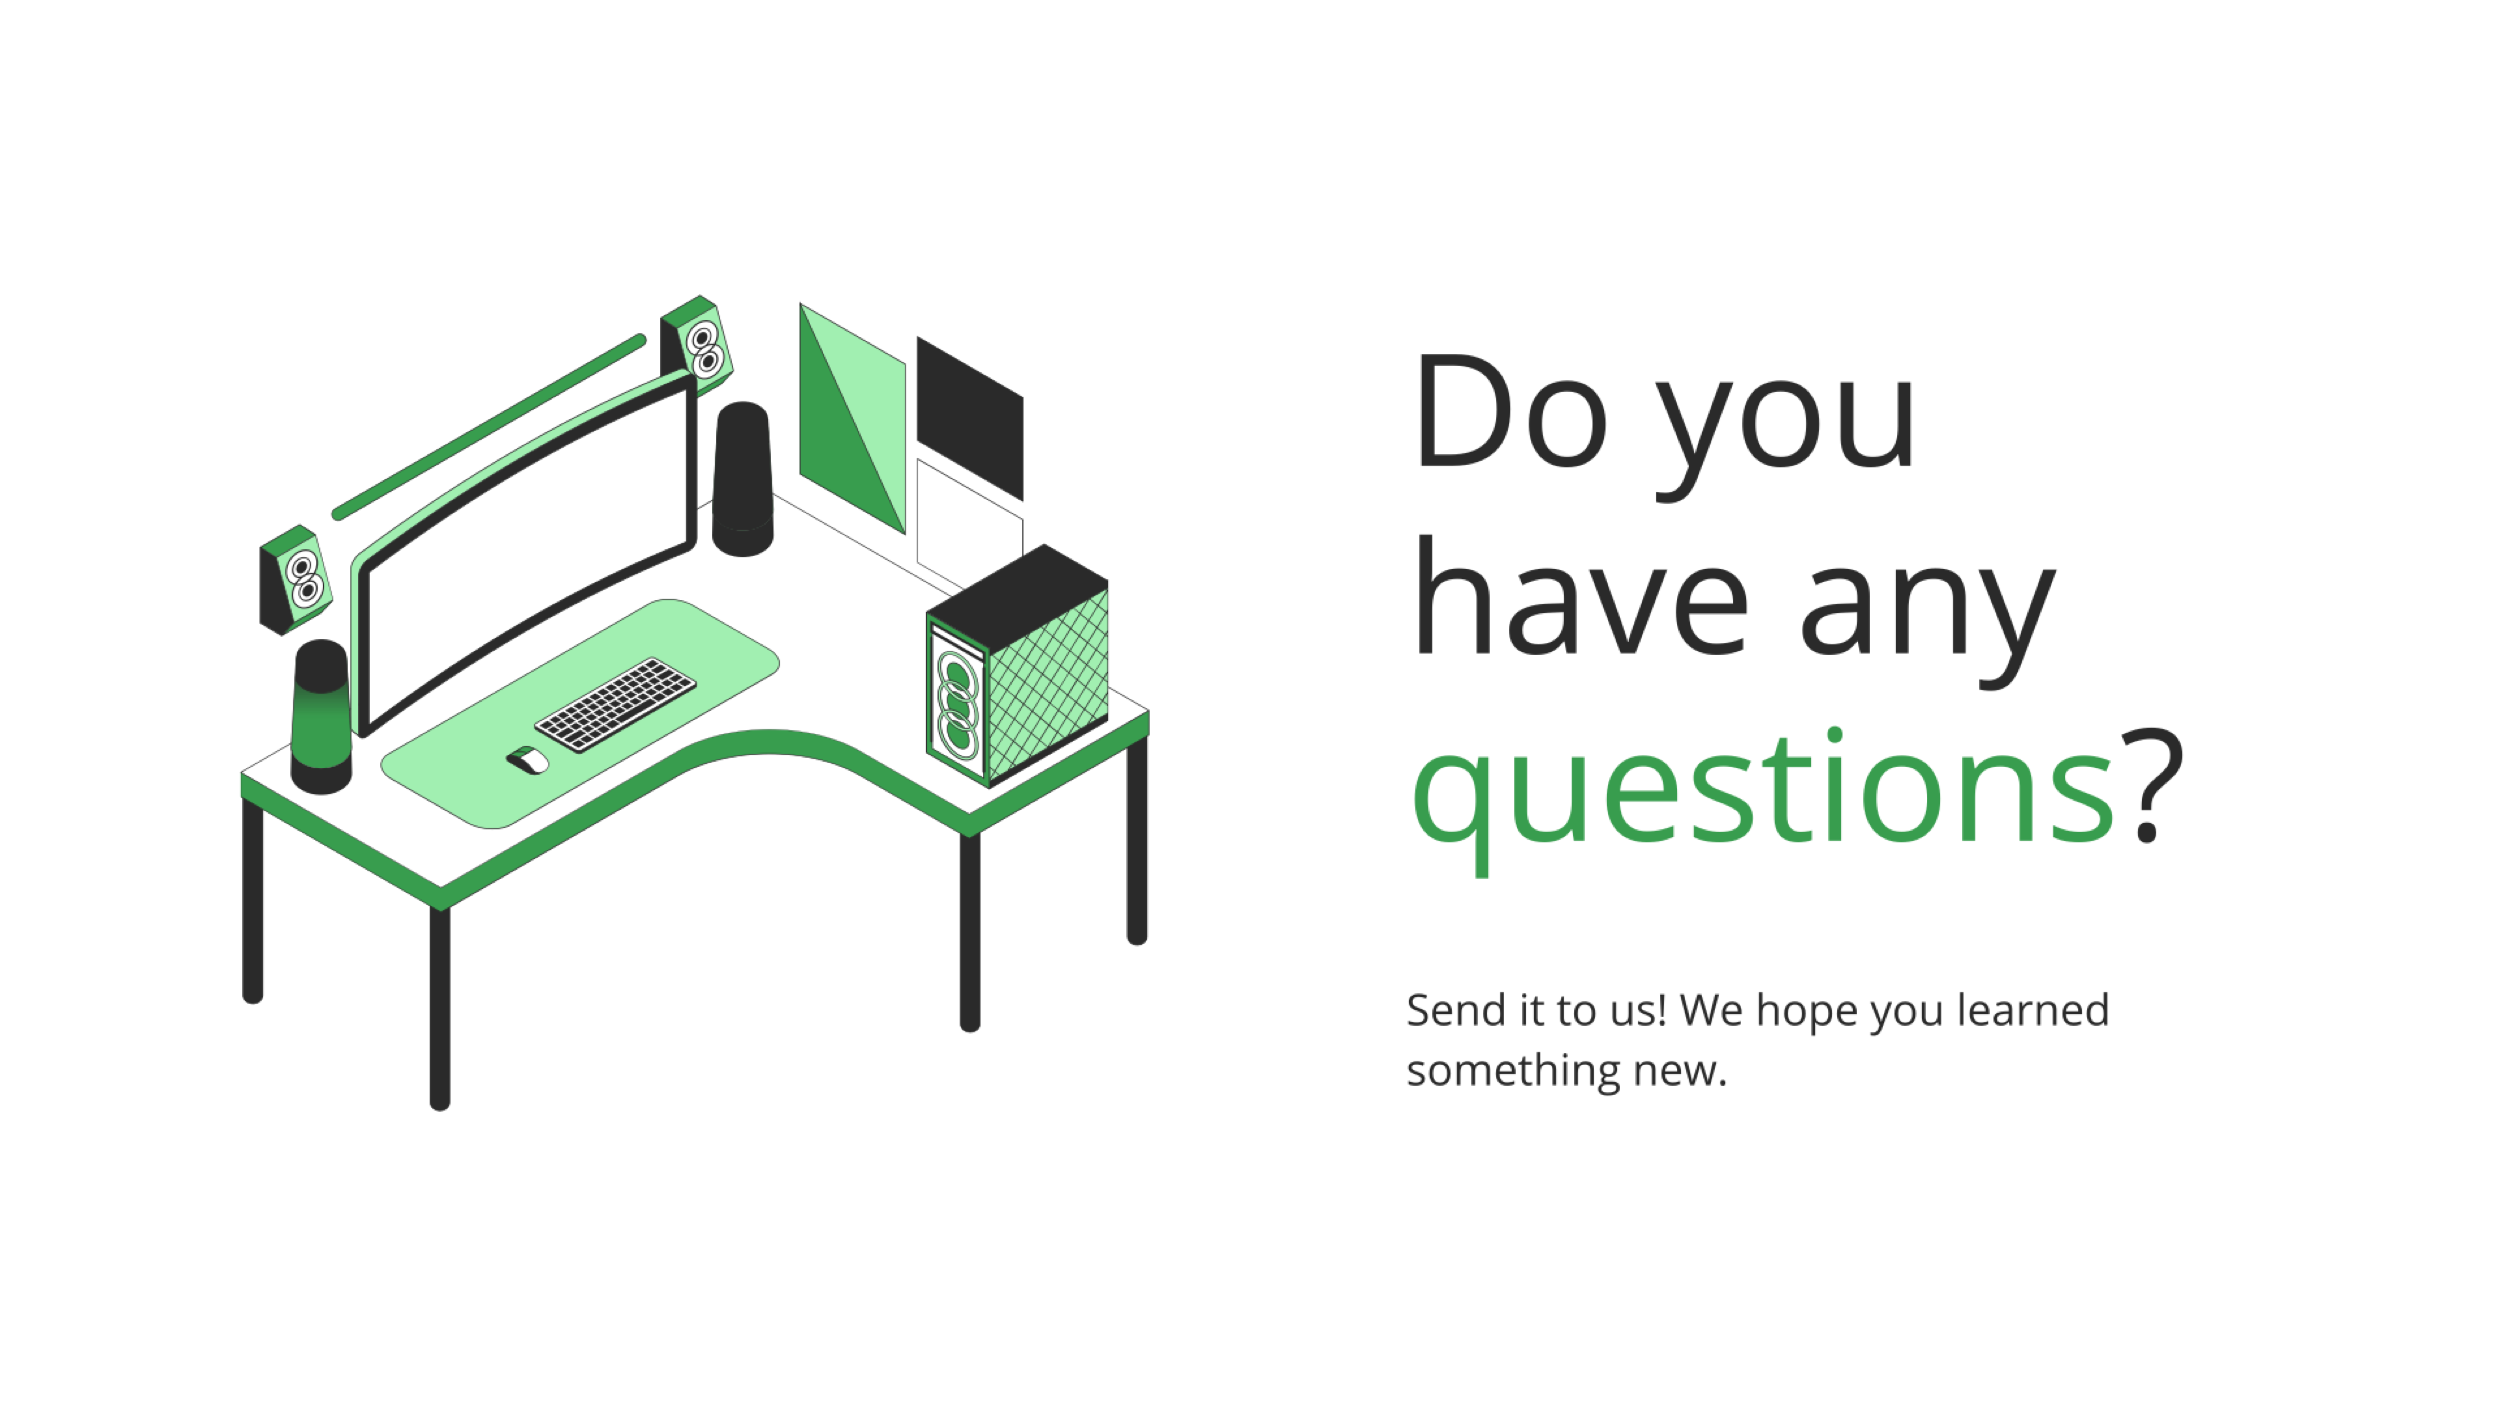 Do you
have any
questions?
Send it to us! We hope you learned
something new.